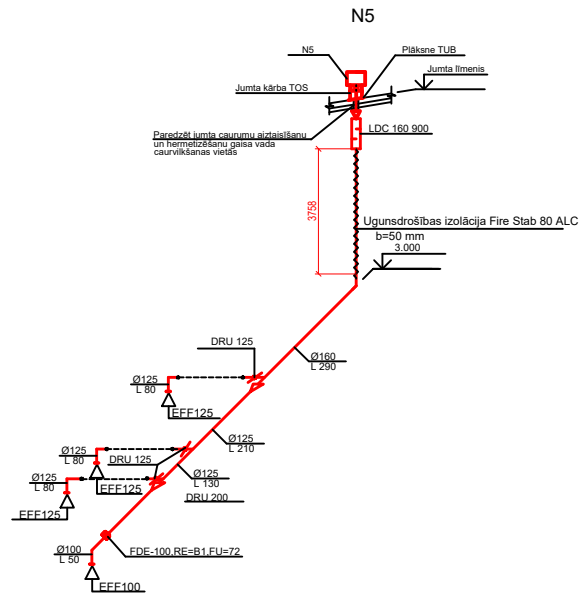 N5
N5
Plāksne TUB
Jumta līmenis
Jumta kārba TOS
LDC 160 900
Paredzēt jumta caurumu aiztaisīšanu
un hermetizēšanu gaisa vada
caurvilkšanas vietās
3758
Ugunsdrošības izolācija Fire Stab 80 ALC
b=50 mm
3.000
DRU 125
Ø160
L 290
Ø125
L 80
EFF125
Ø125
L 210
Ø125
L 80
DRU 125
Ø125
L 130
Ø125
L 80
EFF125
DRU 200
EFF125
Ø100
L 50
FDE-100,RE=B1,FU=72
EFF100